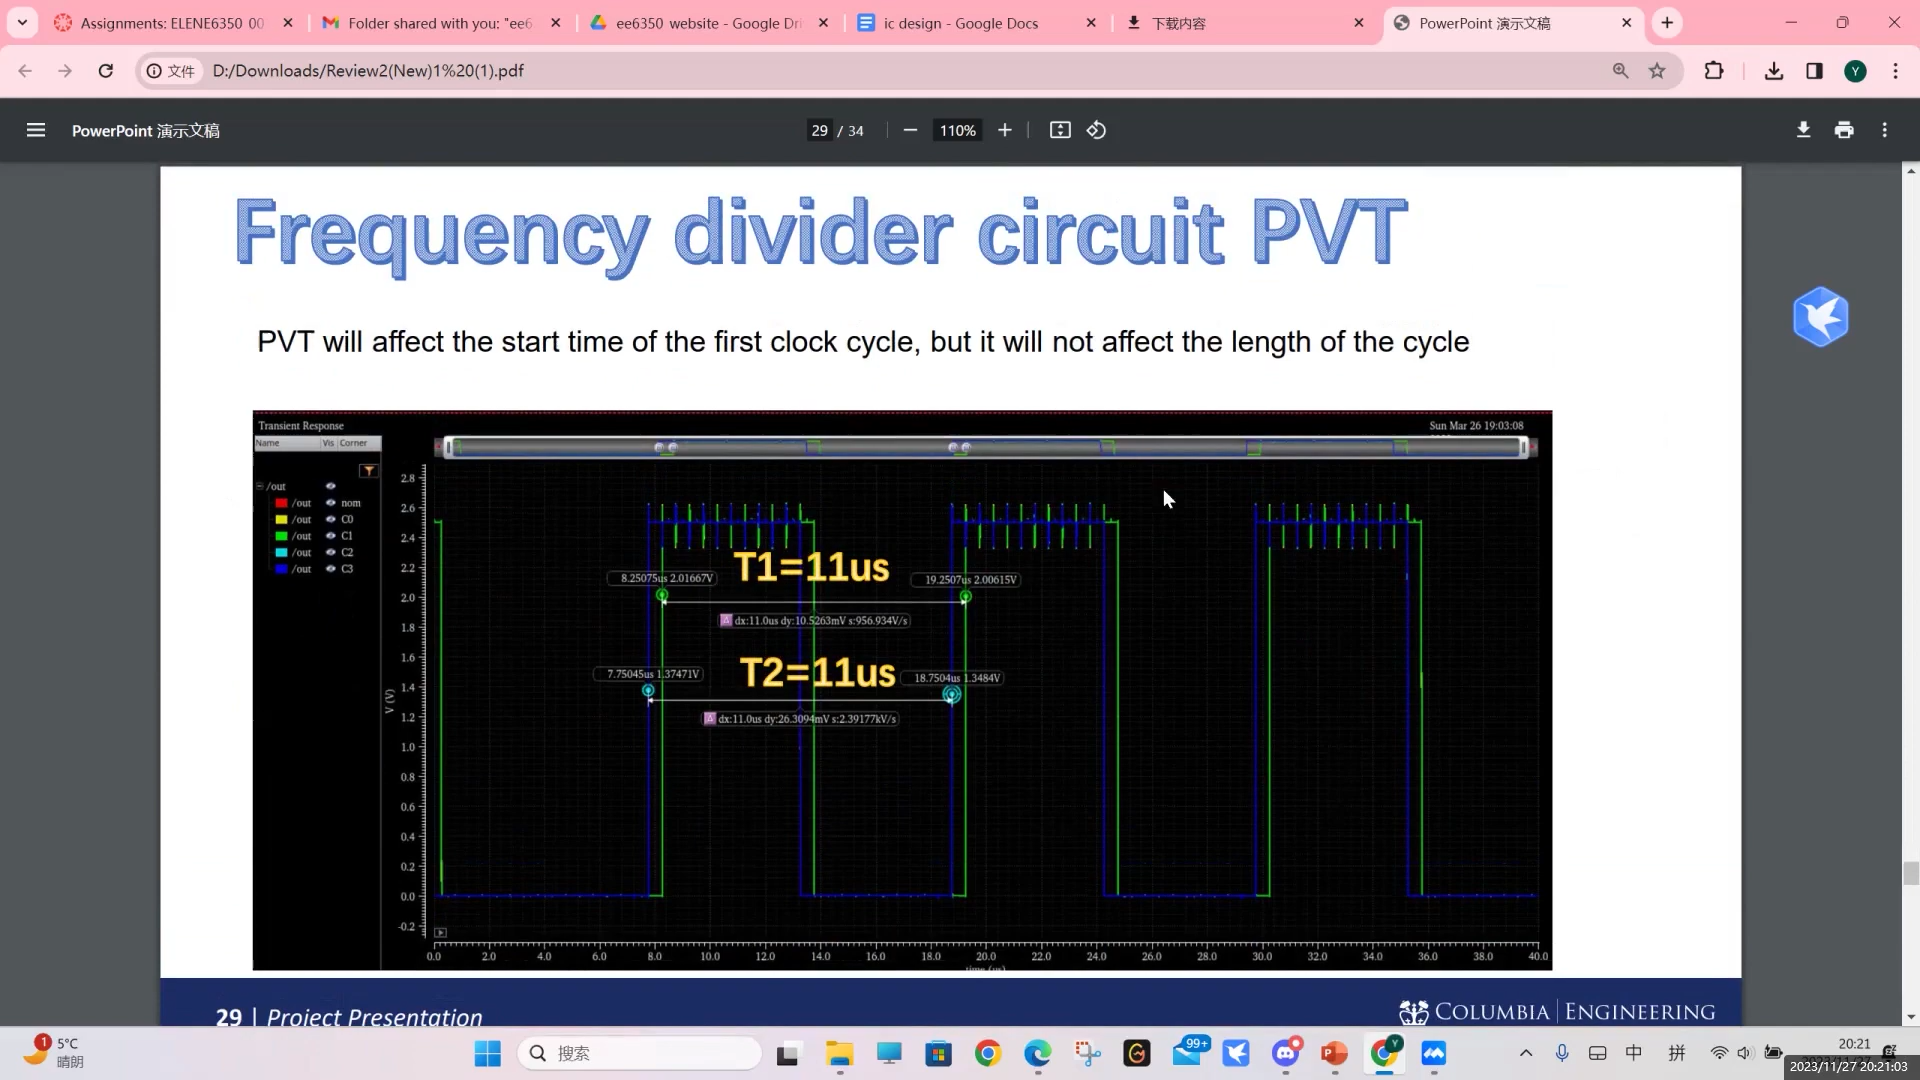 Assignments: ELENE6350 00
Folder shared with you: "ee6
ee6350 website - Google Dri
ic design - Google Docs
下载内容
PowerPoint 演示文稿
文件
D:/Downloads/Review2(New)1%20(1).pdf
Y
PowerPoint 演示文稿
29 / 34
110%
Frequency divider circuit PVT
PVT will affect the start time of the first clock cycle, but it will not affect the length of the cycle
Transient Response
Sun Mar 26 19:03:08
Name Vis Corner
/out
/out nom
/out C0
/out C1
/out C2
/out C3
V (V)
2.8
2.6
2.4
2.2
2.0
1.8
1.6
1.4
1.2
1.0
0.8
0.6
0.4
0.2
0.0
-0.2
T1=11us
8.25075us 2.01667V
19.2507us 2.00615V
dx:11.0us dy:10.5263mV s:956.934V/s
T2=11us
7.75045us 1.37471V
18.7504us 1.3484V
dx:11.0us dy:26.3094mV s:2.39177kV/s
0.0 2.0 4.0 6.0 8.0 10.0 12.0 14.0 16.0 18.0 20.0 22.0 24.0 26.0 28.0 30.0 32.0 34.0 36.0 38.0 40.0
time (us)
29 | Project Presentation
COLUMBIA | ENGINEERING
1
5°C
晴朗
搜索
99+
中
拼
20:21
2023/11/27 20:21:03